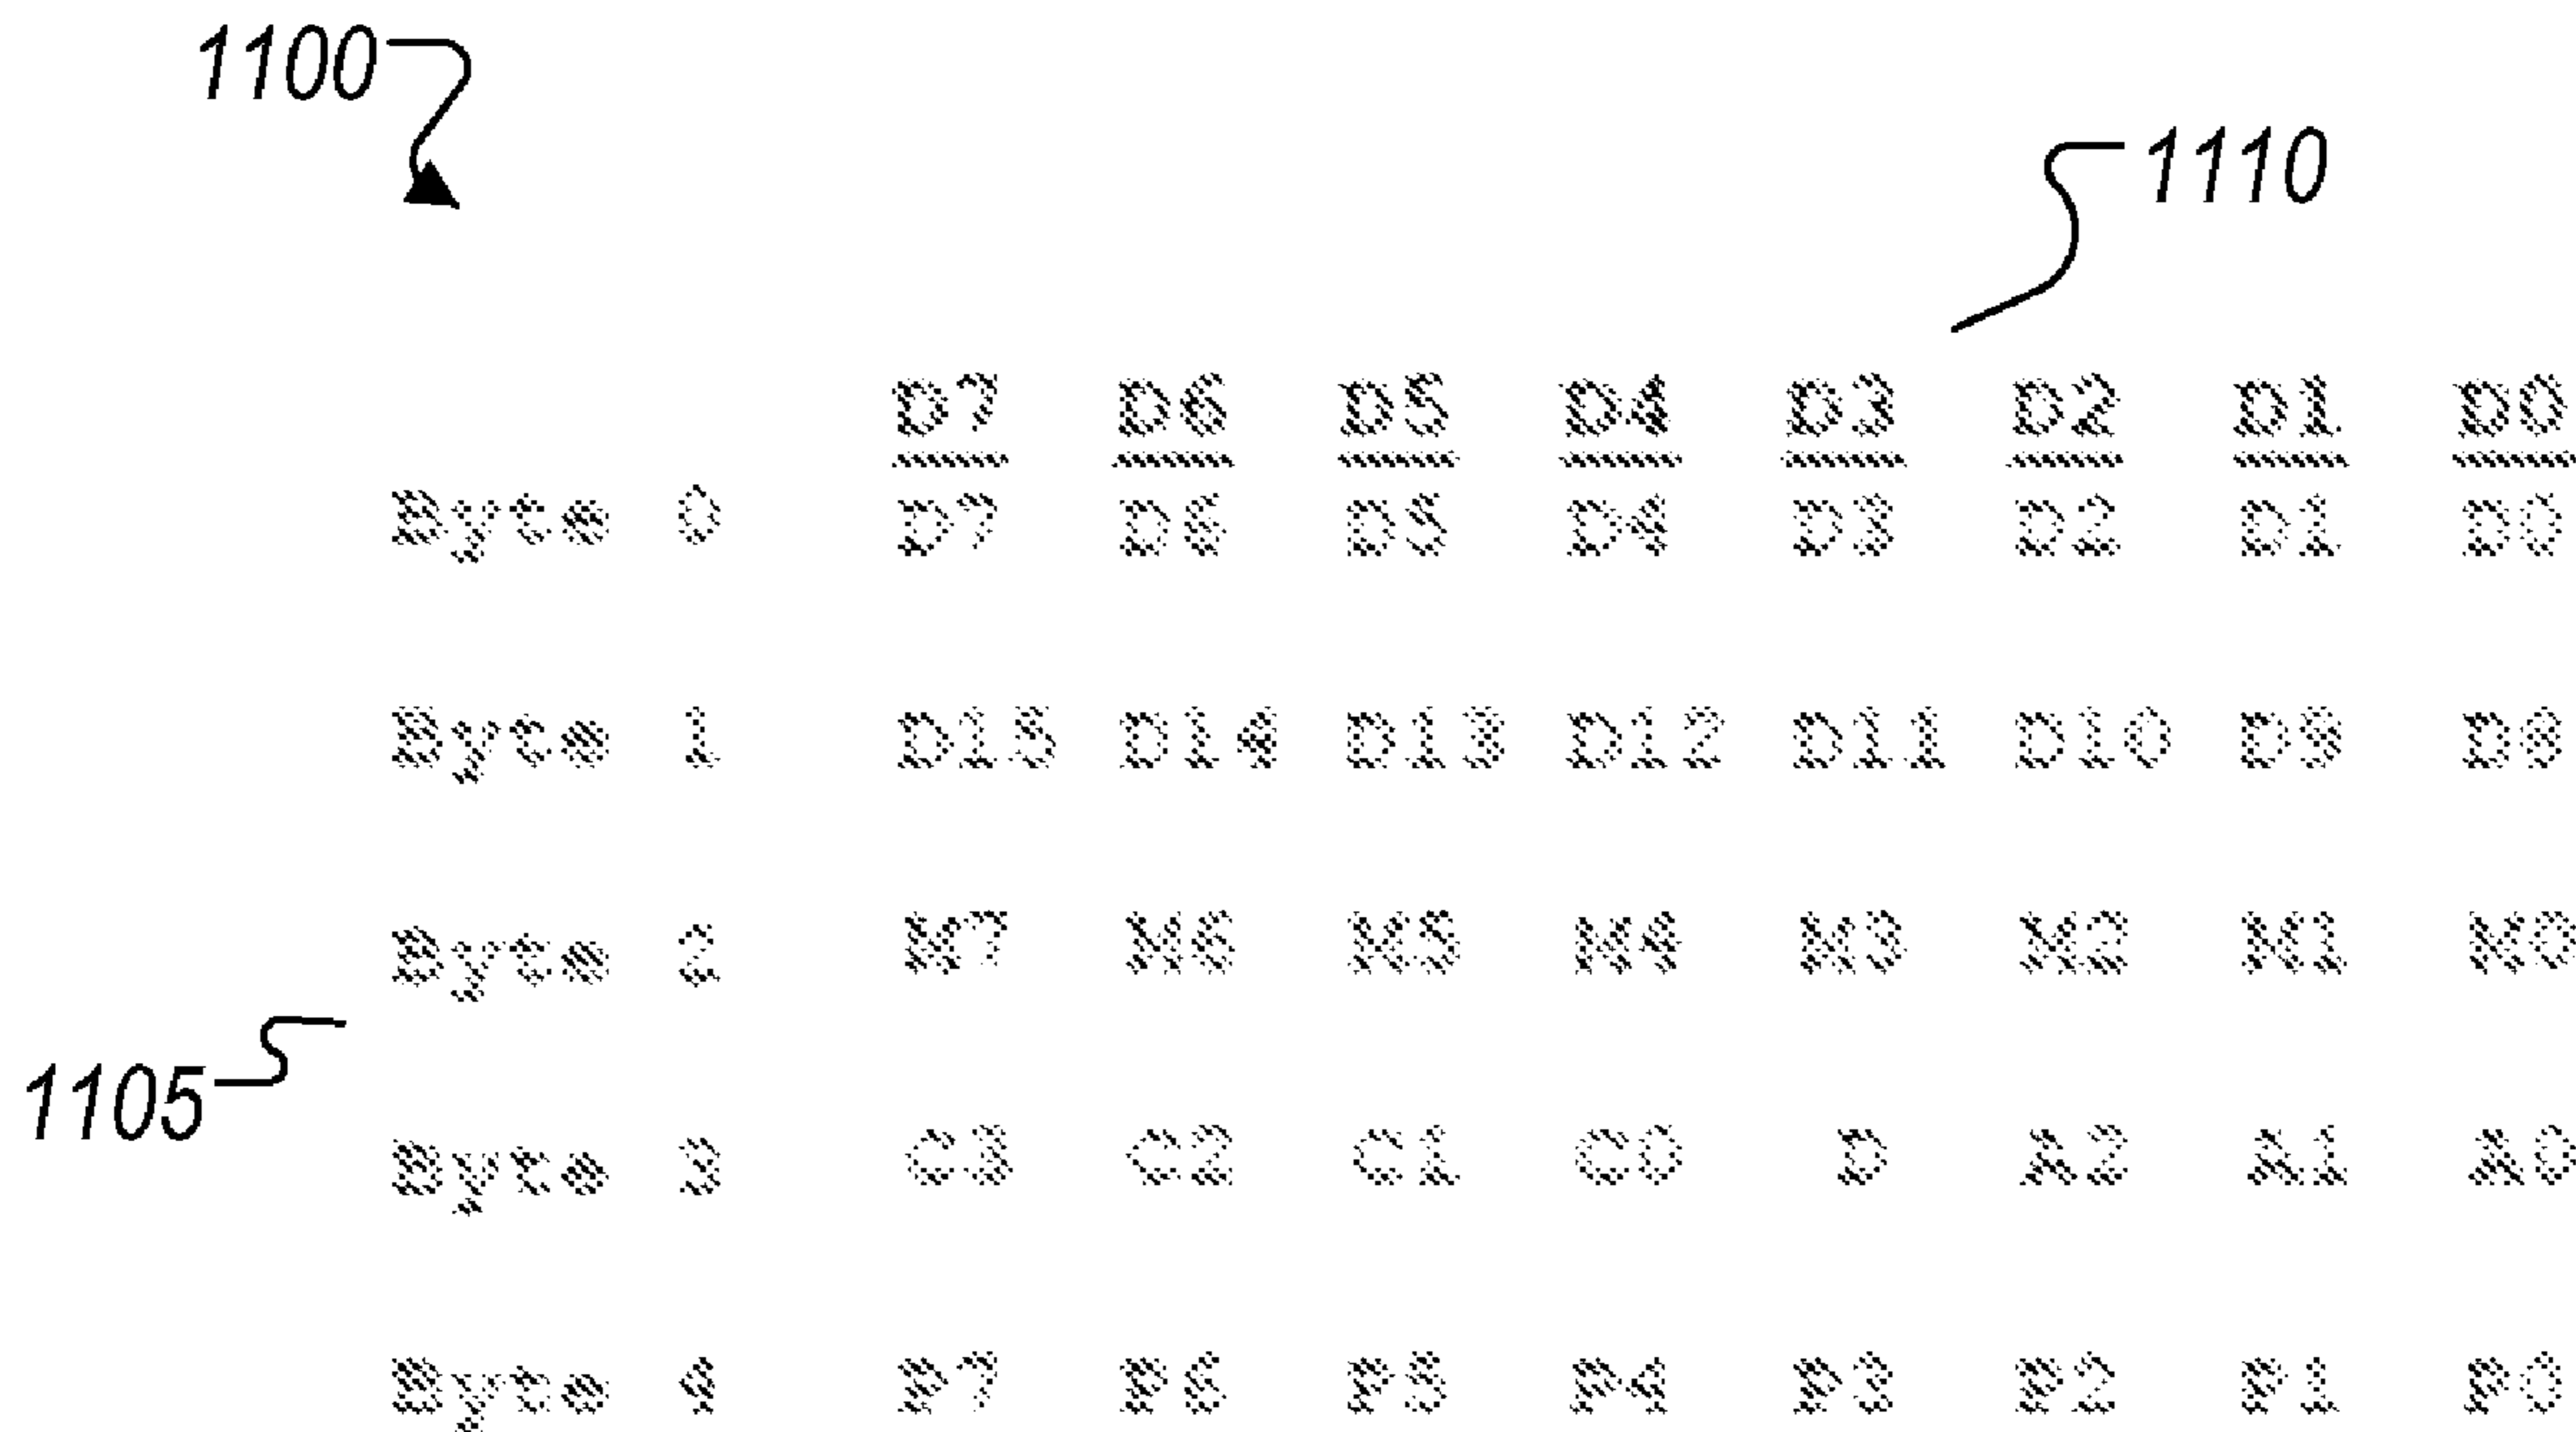 1100
1110
D7 D6 D5 D4 D3 D2 D1 D0
Byte 0 D7 D6 D5 D4 D3 D2 D1 D0
Byte 1 D15 D14 D13 D12 D11 D10 D9 D8
Byte 2 M7 M6 M5 M4 M3 M2 M1 M0
1105
Byte 3 C3 C2 C1 C0 D A2 A1 A0
Byte 4 P7 P6 P5 P4 P3 P2 P1 P0